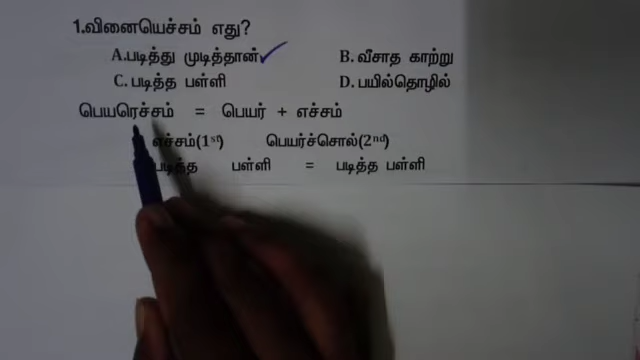 1.வினையெச்சம் எது?
A.படித்து முடித்தான்✓ B. வீசாத காற்று
C. படித்த பள்ளி D. பயில்தொழில்
பெயரெச்சம் = பெயர் + எச்சம்
எச்சம்(1st) பெயர்ச்சொல்(2nd)
படித்த பள்ளி = படித்த பள்ளி